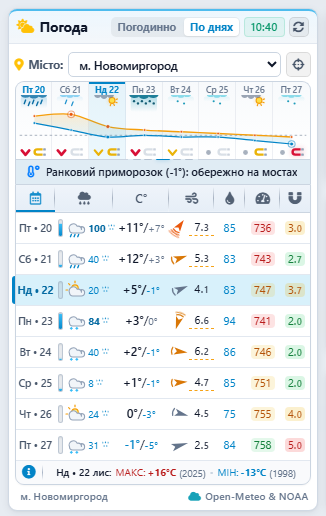 Погода
Погодинно По днях 10:40
Місто: м. Новомиргород
Пт 20 Сб 21 Нд 22 Пн 23 Вт 24 Ср 25 Чт 26 Пт 27
Ранковий приморозок (-1°): обережно на мостах
C°
Пт • 20 100 +11°/+7° 7.3 85 736 3.0
Сб • 21 40 +12°/+3° 5.3 83 743 2.7
Нд • 22 20 +5°/-1° 4.1 83 747 3.7
Пн • 23 84 +3°/0° 6.6 94 741 2.0
Вт • 24 40 +2°/-1° 6.2 86 746 2.0
Ср • 25 8 +1°/-1° 4.7 85 751 2.0
Чт • 26 24 0°/-3° 4.5 75 755 4.0
Пт • 27 31 -1°/-5° 2.5 84 758 5.0
Нд • 22 лис: МАКС: +16°C (2025) · МІН: -13°C (1998)
м. Новомиргород Open-Meteo & NOAA